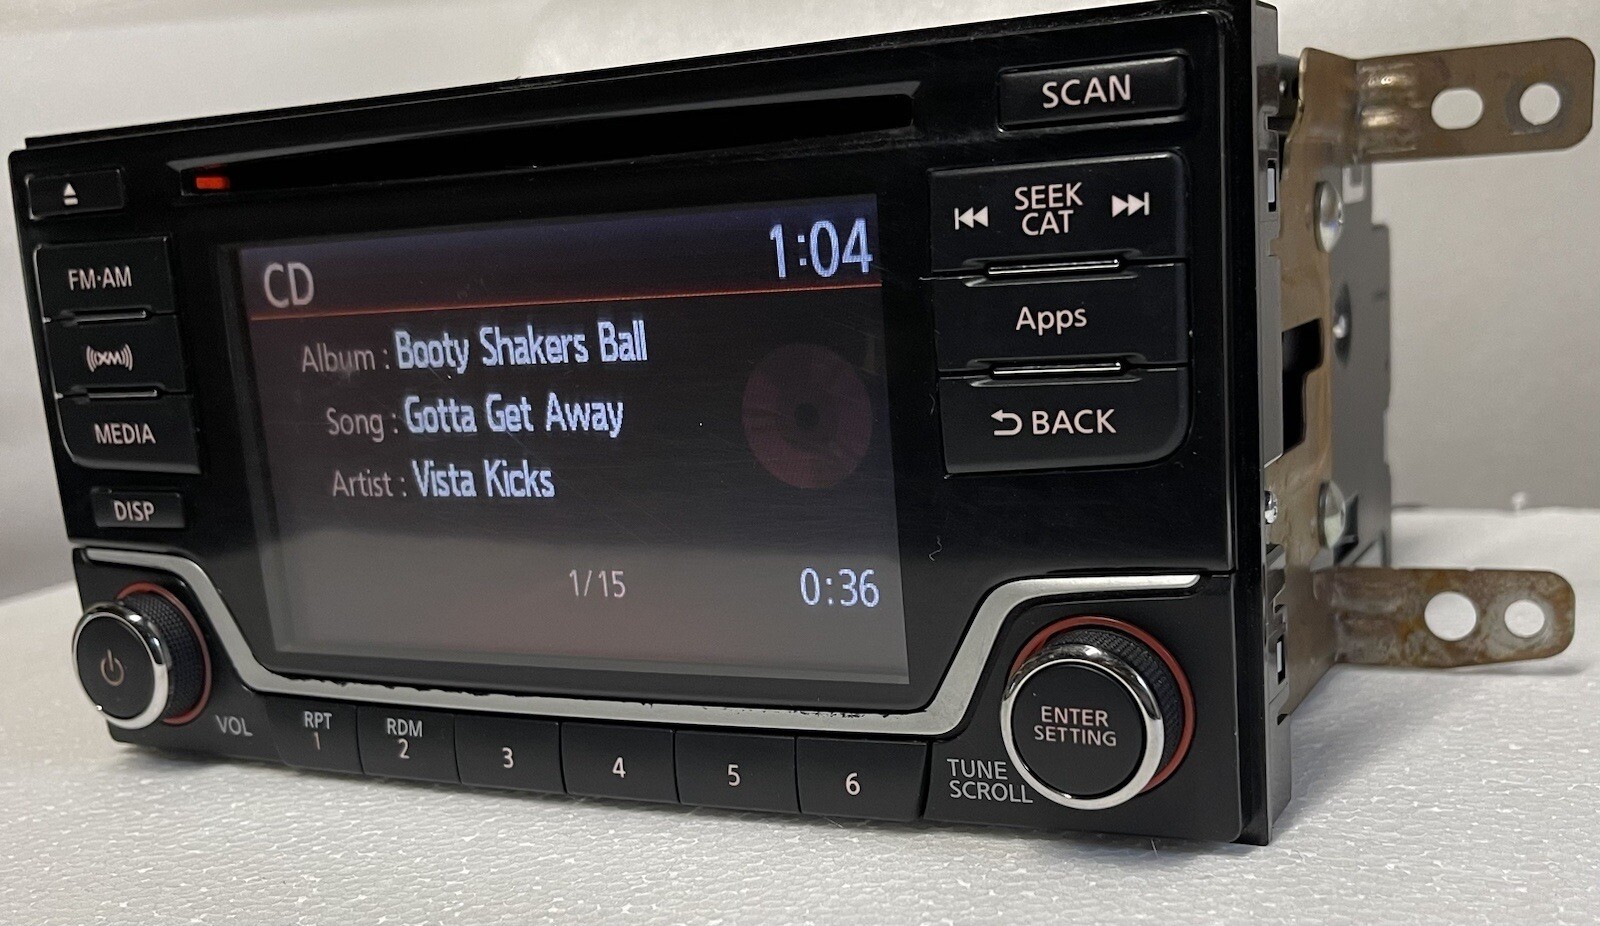 SCAN
SEEK
CAT
FM·AM
CD
1:04
Apps
((xm))
Album : Booty Shakers Ball
Song : Gotta Get Away
BACK
MEDIA
Artist : Vista Kicks
DISP
1/15
0:36
VOL
RPT
1
RDM
2
3
4
5
6
TUNE
SCROLL
ENTER
SETTING